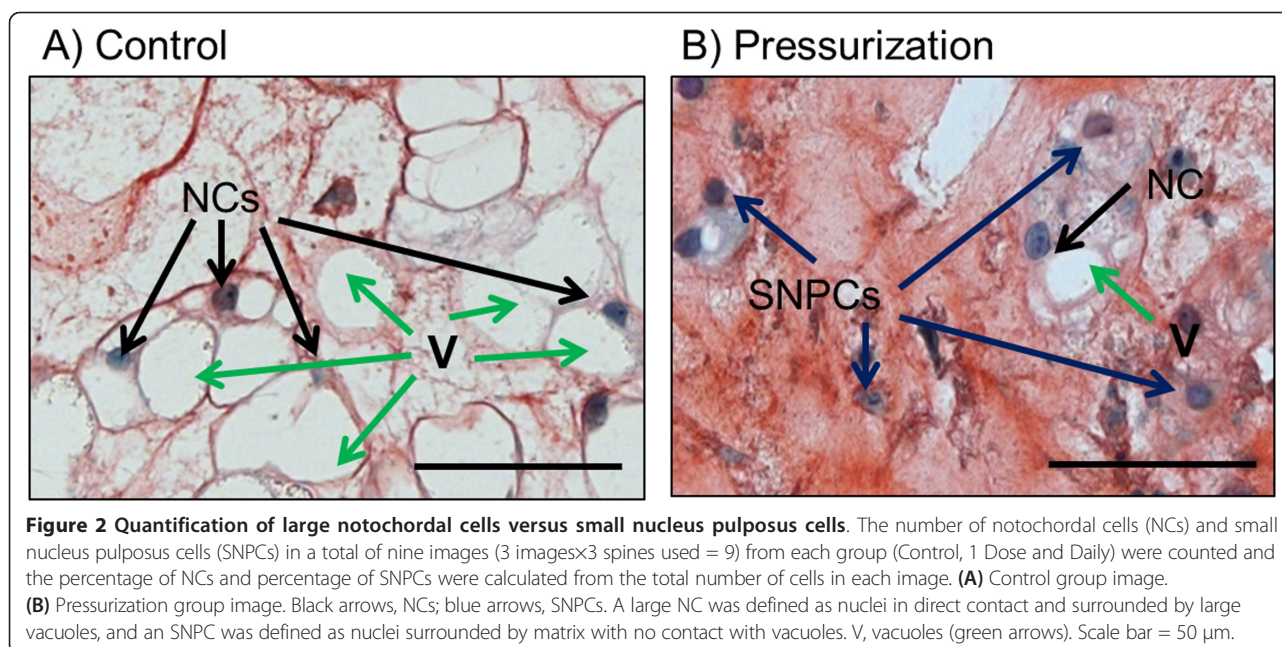 A) Control
B) Pressurization
NCs
V
NC
SNPCs
V
Figure 2 Quantification of large notochordal cells versus small nucleus pulposus cells. The number of notochordal cells (NCs) and small
nucleus pulposus cells (SNPCs) in a total of nine images (3 images×3 spines used = 9) from each group (Control, 1 Dose and Daily) were counted and
the percentage of NCs and percentage of SNPCs were calculated from the total number of cells in each image. (A) Control group image.
(B) Pressurization group image. Black arrows, NCs; blue arrows, SNPCs. A large NC was defined as nuclei in direct contact and surrounded by large
vacuoles, and an SNPC was defined as nuclei surrounded by matrix with no contact with vacuoles. V, vacuoles (green arrows). Scale bar = 50 μm.